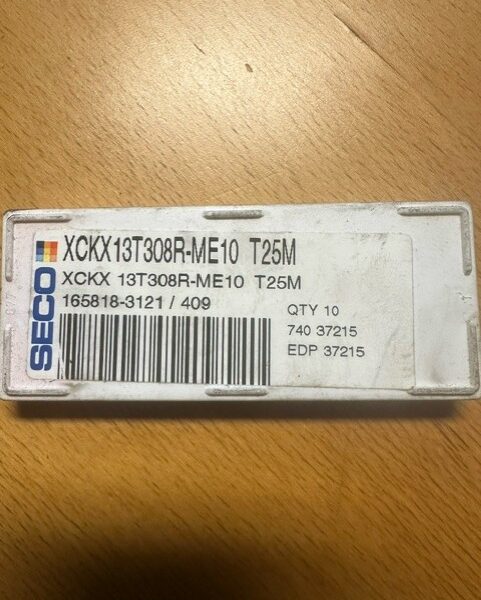 SECO
XCKX13T308R-ME10 T25M
XCKX 13T308R-ME10 T25M
165818-3121 / 409
QTY 10
740 37215
EDP 37215